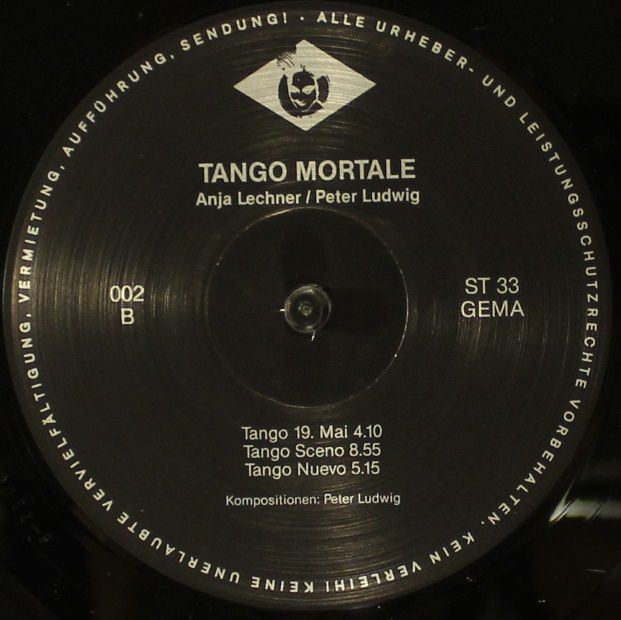 ALLE URHEBER- UND LEISTUNGSSCHUTZRECHTE VORBEHALTEN. KEIN VERLEIH! KEINE UNERLAUBTE VERVIELFÄLTIGUNG, VERMIETUNG, AUFFÜHRUNG, SENDUNG! ·
TANGO MORTALE
Anja Lechner / Peter Ludwig
002
B
ST 33
GEMA
Tango 19. Mai 4.10
Tango Sceno 8.55
Tango Nuevo 5.15
Kompositionen: Peter Ludwig